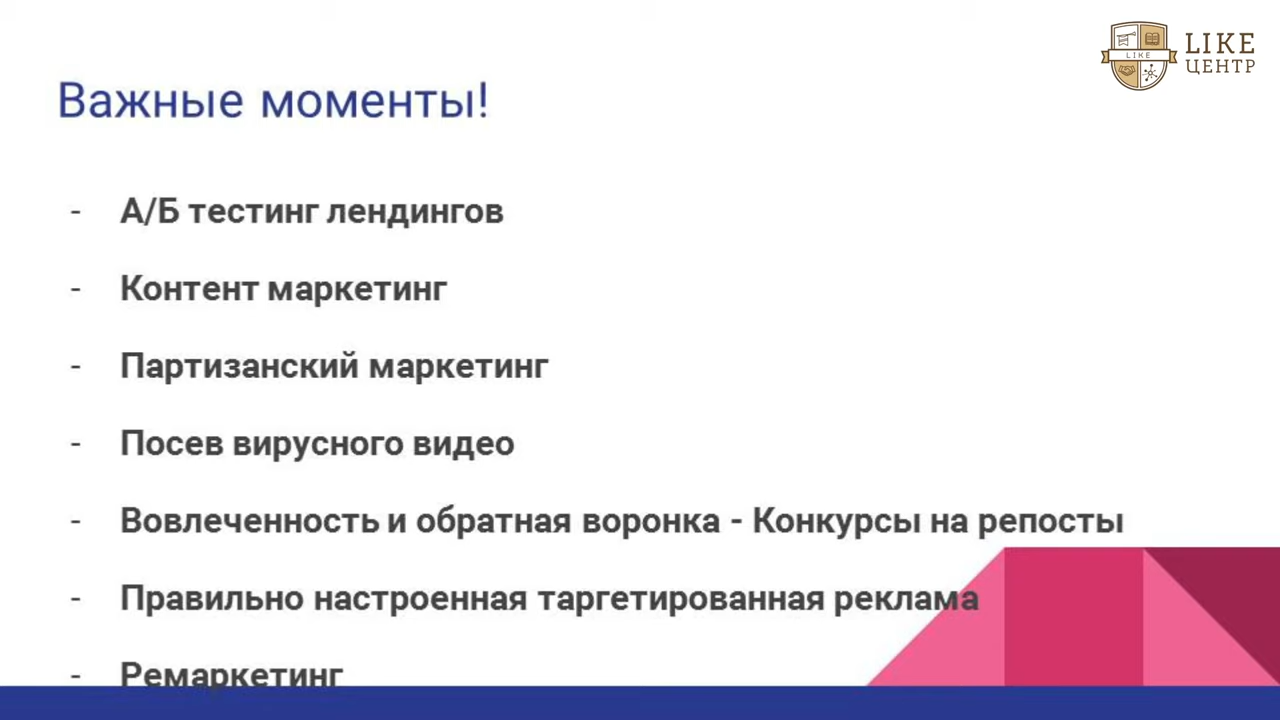 LIKE
ЦЕНТР
LIKE
Важные моменты!
- А/Б тестинг лендингов
- Контент маркетинг
- Партизанский маркетинг
- Посев вирусного видео
- Вовлеченность и обратная воронка - Конкурсы на репосты
- Правильно настроенная таргетированная реклама
- Ремаркетинг